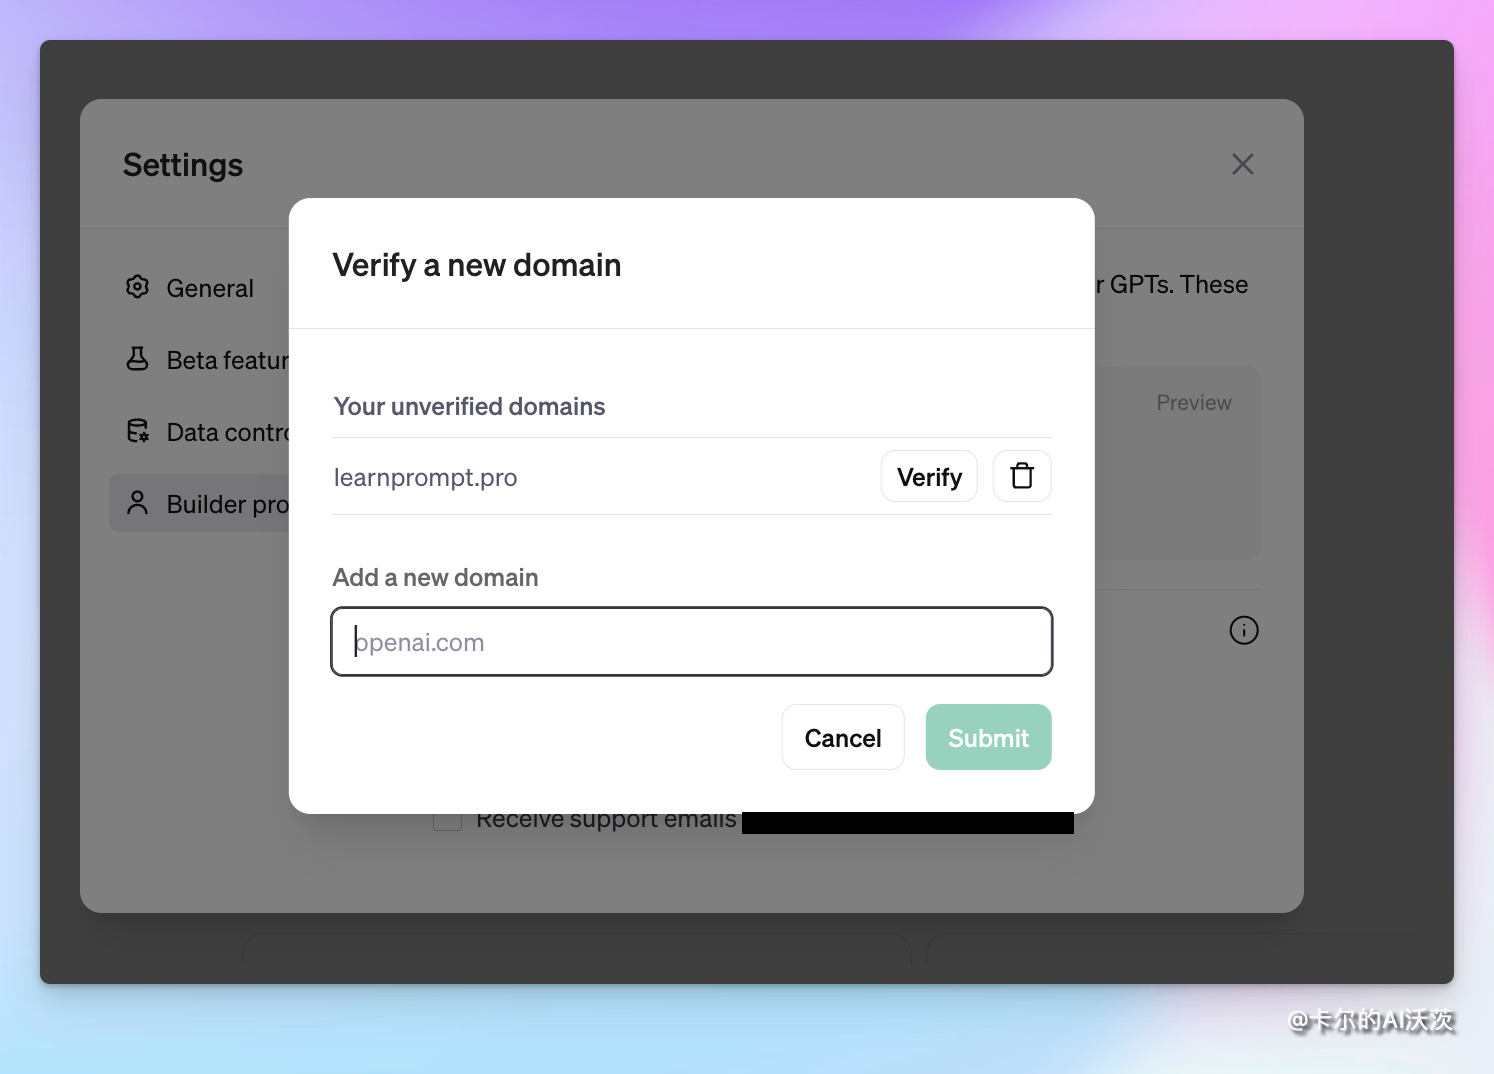 Settings
General
Beta featur
Data contro
Builder pro
r GPTs. These
Preview
Verify a new domain
Your unverified domains
learnprompt.pro
Verify
Add a new domain
openai.com
Cancel
Submit
Receive support emails
@卡尔的AI沃茨